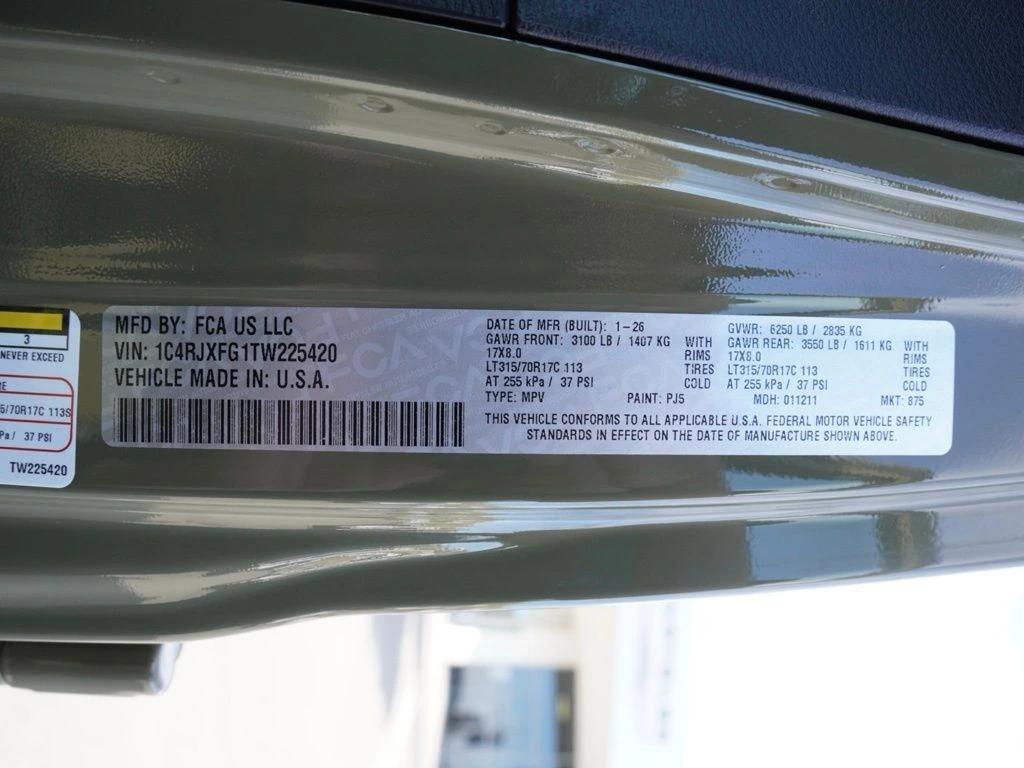 3
NEVER EXCEED
RE
5/70R17C 113S
Pa / 37 PSI
TW225420
MFD BY: FCA US LLC
VIN: 1C4RJXFG1TW225420
VEHICLE MADE IN: U.S.A.
DATE OF MFR (BUILT): 1-26
GAWR FRONT: 3100 LB / 1407 KG WITH
17X8.0 RIMS
LT315/70R17C 113 TIRES
AT 255 kPa / 37 PSI COLD
TYPE: MPV PAINT: PJ5
GVWR: 6250 LB / 2835 KG
GAWR REAR: 3550 LB / 1611 KG WITH
17X8.0 RIMS
LT315/70R17C 113 TIRES
AT 255 kPa / 37 PSI COLD
MDH: 011211 MKT: 875
THIS VEHICLE CONFORMS TO ALL APPLICABLE U.S.A. FEDERAL MOTOR VEHICLE SAFETY
STANDARDS IN EFFECT ON THE DATE OF MANUFACTURE SHOWN ABOVE.